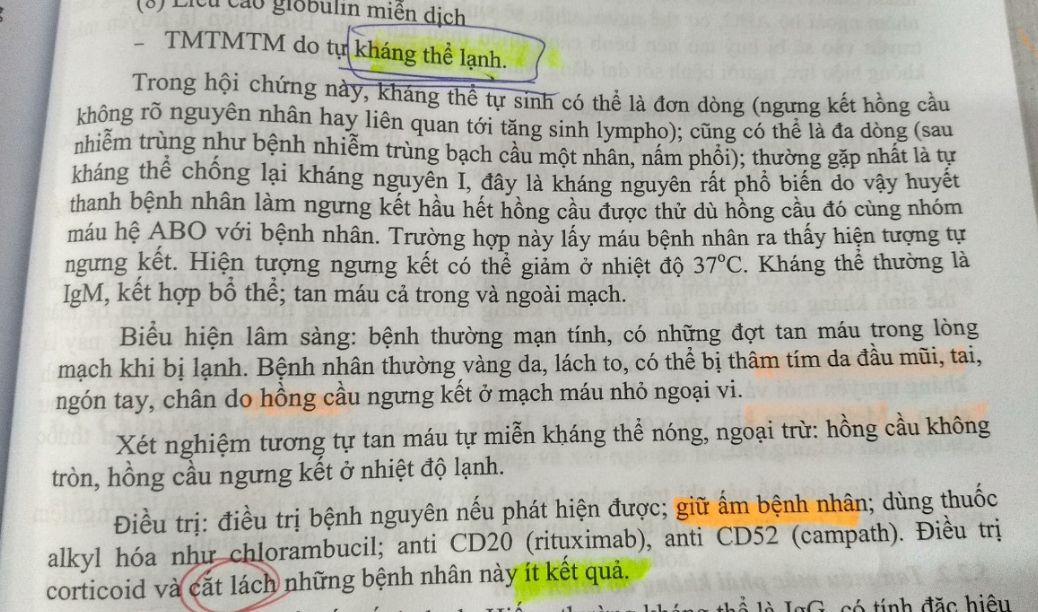 (8) Liều cao globulin miễn dịch
- TMTMTM do tự kháng thể lạnh.
Trong hội chứng này, kháng thể tự sinh có thể là đơn dòng (ngưng kết hồng cầu
không rõ nguyên nhân hay liên quan tới tăng sinh lympho); cũng có thể là đa dòng (sau
nhiễm trùng như bệnh nhiễm trùng bạch cầu một nhân, nấm phổi); thường gặp nhất là tự
kháng thể chống lại kháng nguyên I, đây là kháng nguyên rất phổ biến do vậy huyết
thanh bệnh nhân làm ngưng kết hầu hết hồng cầu được thử dù hồng cầu đó cùng nhóm
máu hệ ABO với bệnh nhân. Trường hợp này lấy máu bệnh nhân ra thấy hiện tượng tự
ngưng kết. Hiện tượng ngưng kết có thể giảm ở nhiệt độ 37°C. Kháng thể thường là
IgM, kết hợp bổ thể; tan máu cả trong và ngoài mạch.
Biểu hiện lâm sàng: bệnh thường mạn tính, có những đợt tan máu trong lòng
mạch khi bị lạnh. Bệnh nhân thường vàng da, lách to, có thể bị thâm tím da đầu mũi, tai,
ngón tay, chân do hồng cầu ngưng kết ở mạch máu nhỏ ngoại vi.
Xét nghiệm tương tự tan máu tự miễn kháng thể nóng, ngoại trừ: hồng cầu không
tròn, hồng cầu ngưng kết ở nhiệt độ lạnh.
Điều trị: điều trị bệnh nguyên nếu phát hiện được; giữ ấm bệnh nhân; dùng thuốc
alkyl hóa như chlorambucil; anti CD20 (rituximab), anti CD52 (campath). Điều trị
corticoid và cắt lách những bệnh nhân này ít kết quả.
kháng thể là IgG, có tính đặc hiệu